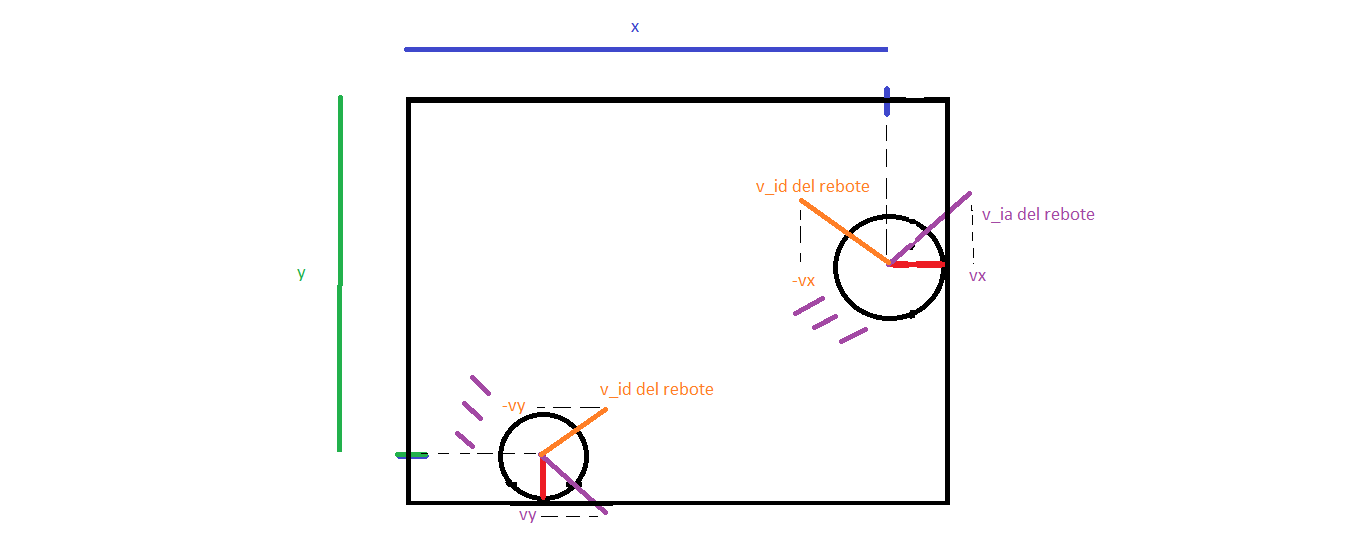 x
v_id del rebote
v_ia del rebote
y
-vx
vx
v_id del rebote
-vy
vy